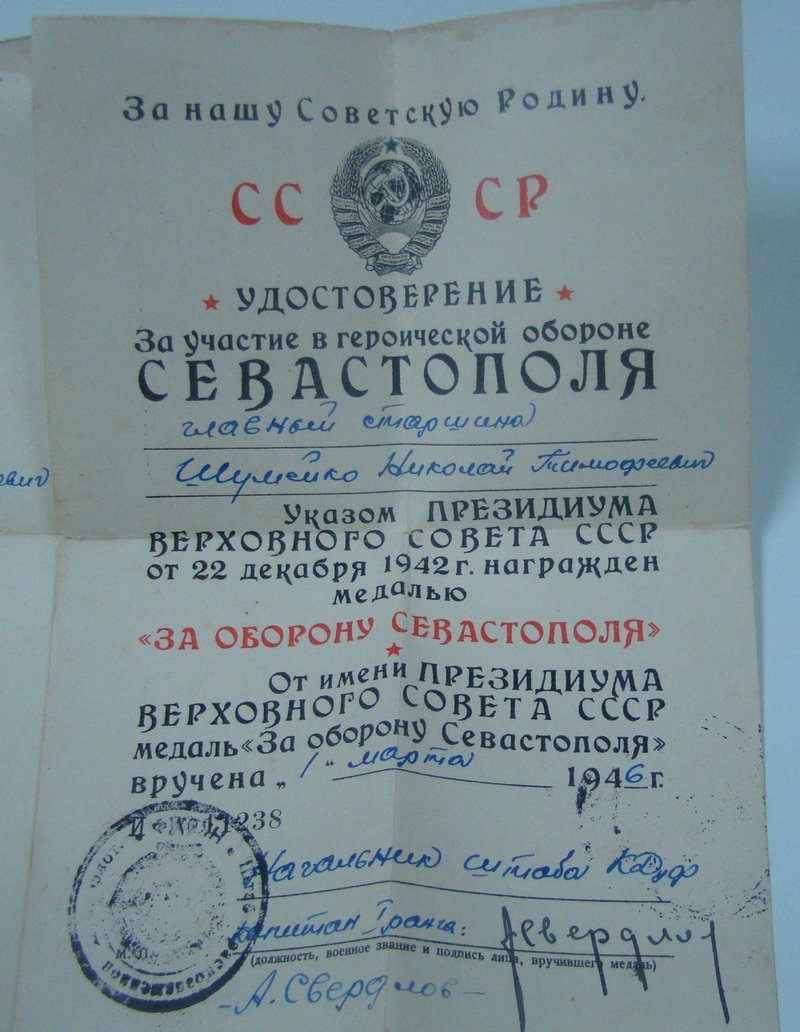 За нашу Советскую Родину.
СС СР
УДОСТОВЕРЕНИЕ
За участие в героической обороне
СЕВАСТОПОЛЯ
главный старшина
Шумейко Николай Тимофеевич
евич
Указом ПРЕЗИДИУМА
ВЕРХОВНОГО СОВЕТА СССР
от 22 декабря 1942 г. награжден
медалью
«ЗА ОБОРОНУ СЕВАСТОПОЛЯ»
От имени ПРЕЗИДИУМА
ВЕРХОВНОГО СОВЕТА СССР
медаль «За оборону Севастополя»
вручена „1" марта 1946 г.
11238
Начальник штаба КДуф
капитан I ранга:
(должность, военное звание и подпись лица, вручившего медаль)
-А. Свердлов-